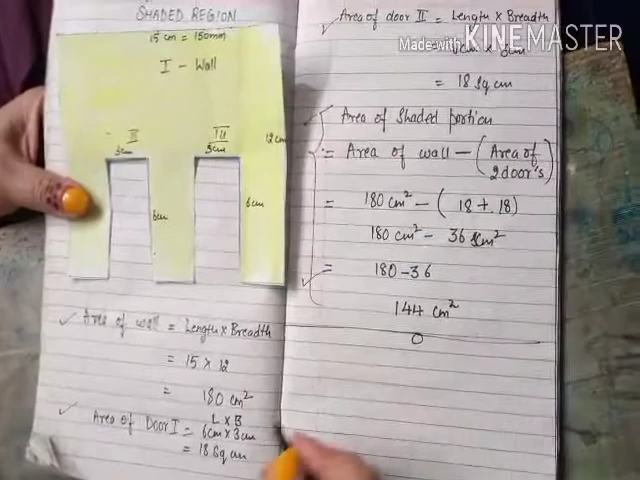 SHADED REGION
15 cm = 150mm
I - Wall
II
3cm
III
3cm
12cm
6cm
6cm
✓ Area of wall = Length x Breadth
= 15 x 12
= 180 cm²
✓ Area of Door I = L x B
6cm x 3cm
= 18 Sq cm
✓ Area of door II = Length x Breadth
= 18 Sq cm
Area of Shaded portion
= Area of wall - (Area of 2 door's)
= 180 cm² - ( 18 + 18)
180 cm² - 36 cm²
= 180 - 36
144 cm²
Made with KINEMASTER